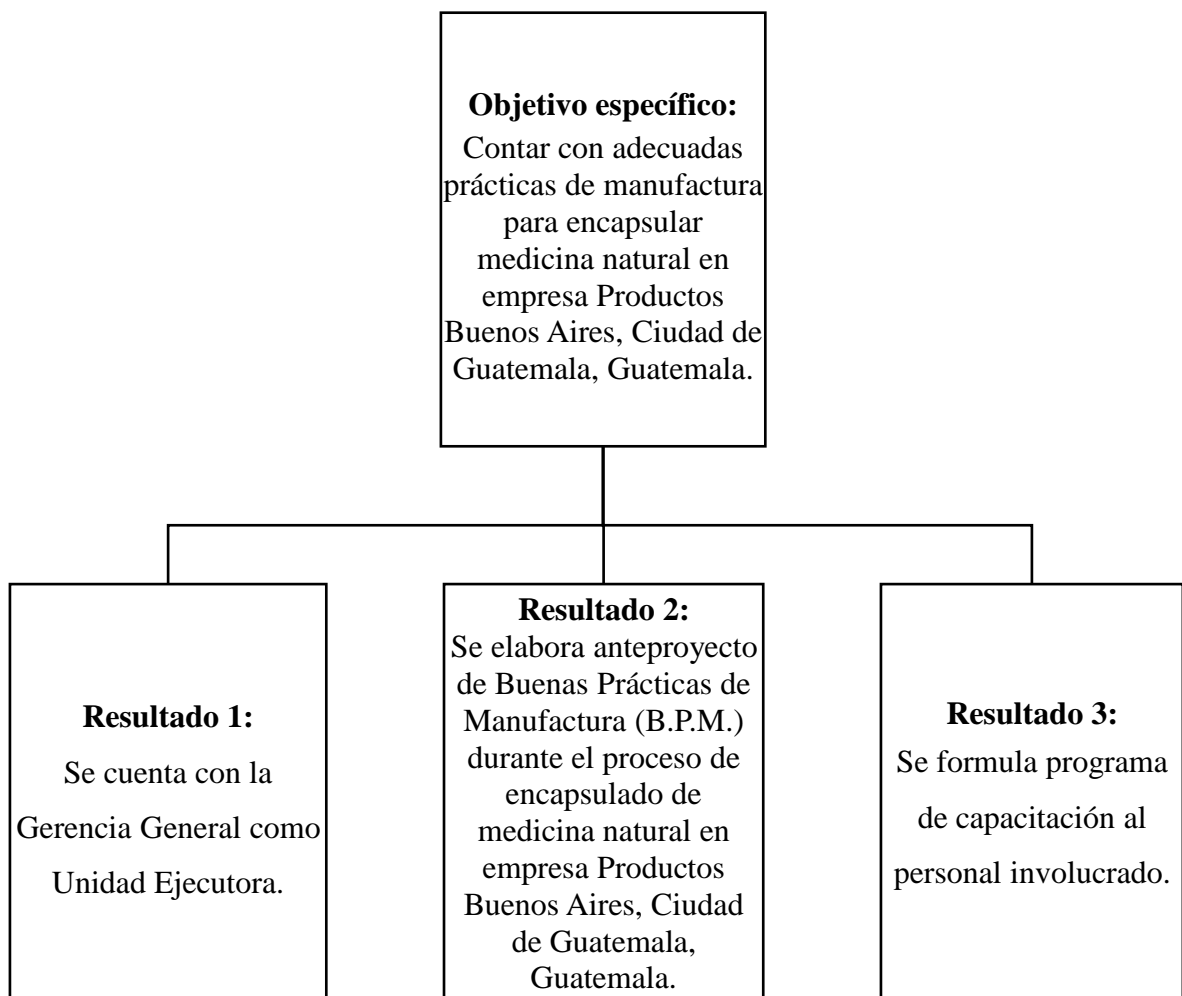 Objetivo específico:
Contar con adecuadas
prácticas de manufactura
para encapsular
medicina natural en
empresa Productos
Buenos Aires, Ciudad de
Guatemala, Guatemala.
Resultado 1:
Se cuenta con la
Gerencia General como
Unidad Ejecutora.
Resultado 2:
Se elabora anteproyecto
de Buenas Prácticas de
Manufactura (B.P.M.)
durante el proceso de
encapsulado de
medicina natural en
empresa Productos
Buenos Aires, Ciudad
de Guatemala,
Guatemala.
Resultado 3:
Se formula programa
de capacitación al
personal involucrado.